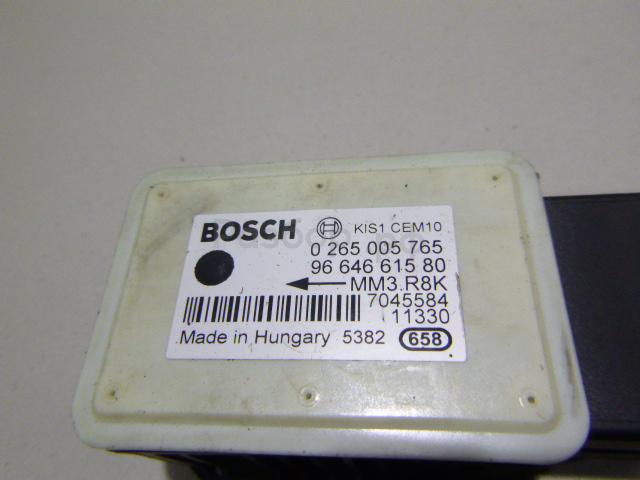 BOSCH KIS1 CEM10
0 265 005 765
96 646 615 80
MM3.R8K
7045584
11330
Made in Hungary 5382 658